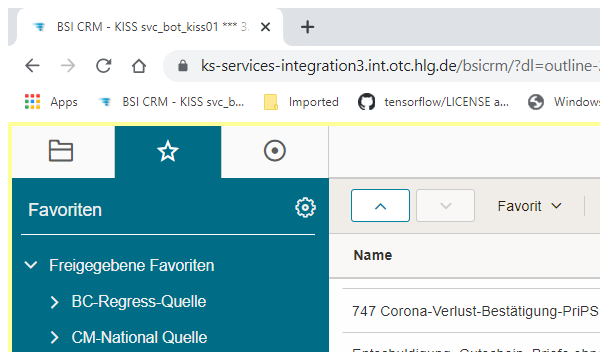 BSI CRM - KISS svc_bot_kiss01 *** 3.
ks-services-integration3.int.otc.hlg.de/bsicrm/?dl=outline-
Apps BSI CRM - KISS svc_b... Imported tensorflow/LICENSE a... Window
Favoriten
Favorit
Freigegebene Favoriten
Name
BC-Regress-Quelle
747 Corona-Verlust-Bestätigung-PriPS
CM-National Quelle